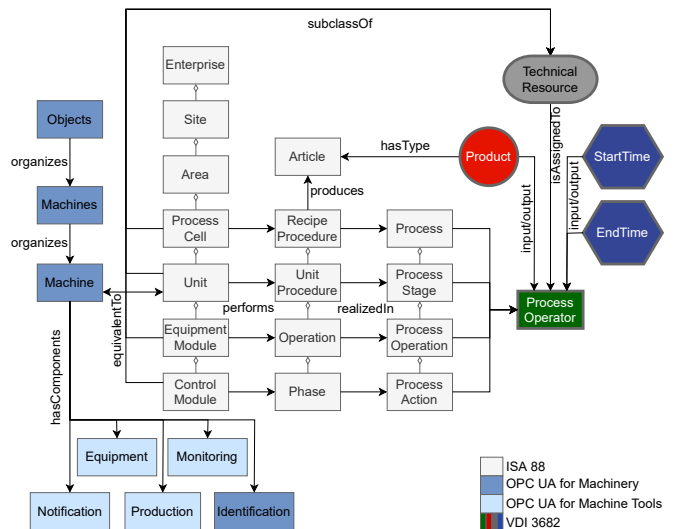 subclassOf
Enterprise
Technical
Resource
Objects
Site
organizes
Article
hasType
Product
isAssignedTo
StartTime
Area
produces
input/output
input/output
Machines
Process
Cell
Recipe
Procedure
Process
EndTime
organizes
Machine
Unit
Unit
Procedure
Process
Stage
equivalentTo
performs
realizedIn
Process
Operator
Equipment
Module
Operation
Process
Operation
hasComponents
Control
Module
Phase
Process
Action
Equipment
Monitoring
ISA 88
OPC UA for Machinery
Notification
Production
Identification
OPC UA for Machine Tools
VDI 3682